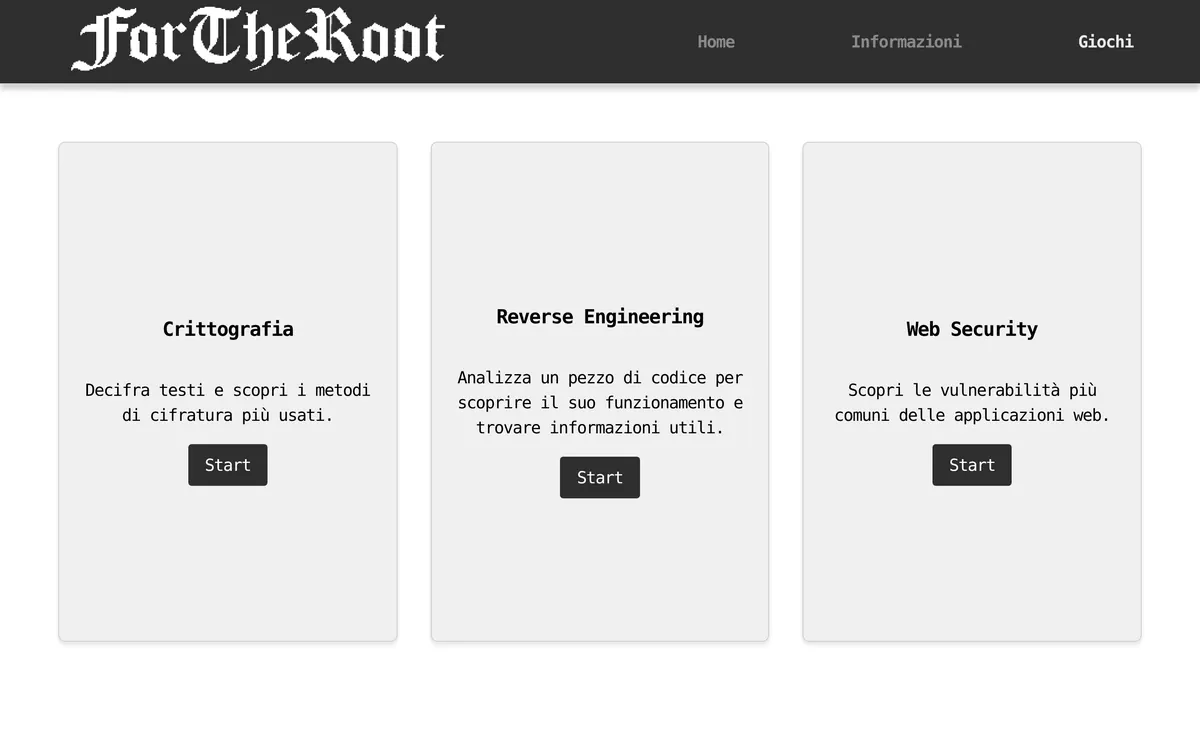 ForTheRoot
Home
Informazioni
Giochi
Crittografia
Decifra testi e scopri i metodi
di cifratura più usati.
Start
Reverse Engineering
Analizza un pezzo di codice per
scoprire il suo funzionamento e
trovare informazioni utili.
Start
Web Security
Scopri le vulnerabilità più
comuni delle applicazioni web.
Start